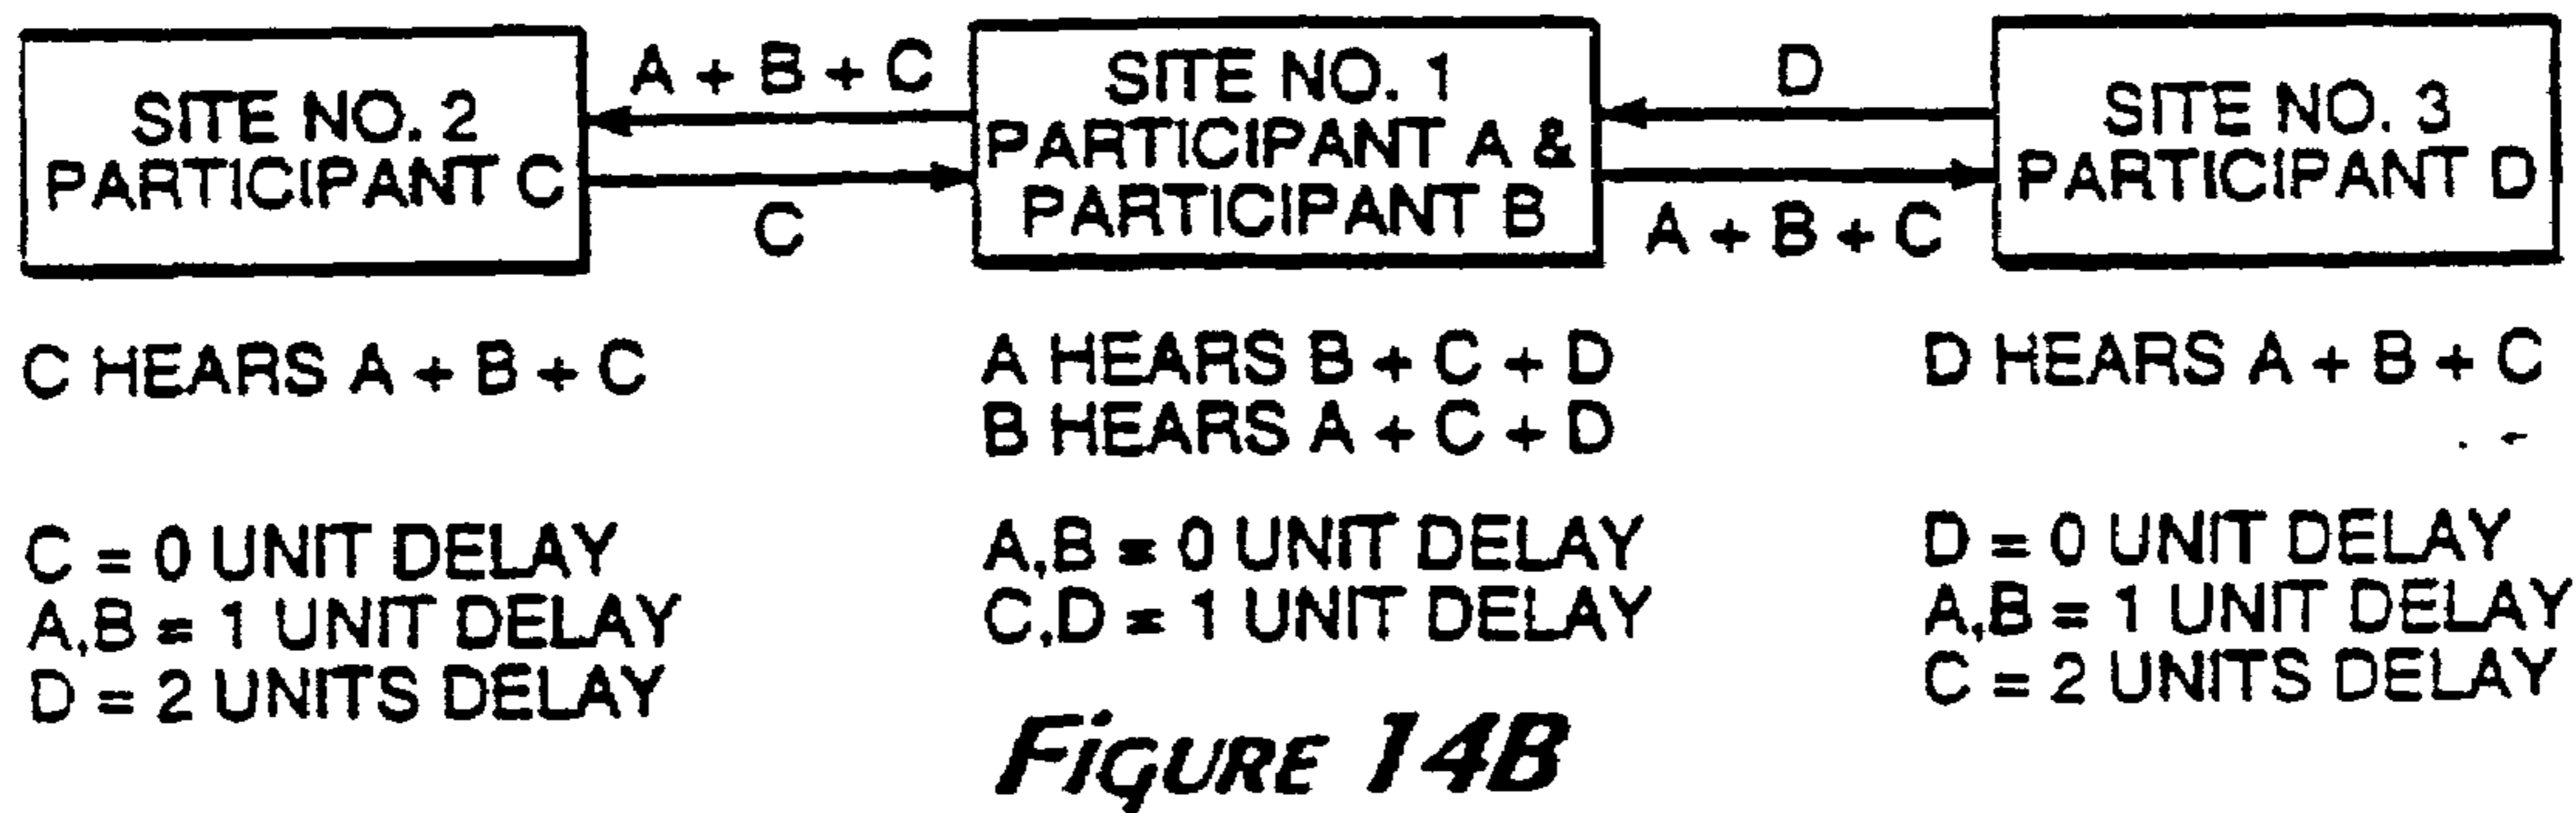 SITE NO. 2
PARTICIPANT C
A + B + C
C
SITE NO. 1
PARTICIPANT A &
PARTICIPANT B
D
A + B + C
SITE NO. 3
PARTICIPANT D
C HEARS A + B + C
A HEARS B + C + D
B HEARS A + C + D
D HEARS A + B + C
C = 0 UNIT DELAY
A,B = 1 UNIT DELAY
D = 2 UNITS DELAY
A,B = 0 UNIT DELAY
C,D = 1 UNIT DELAY
D = 0 UNIT DELAY
A,B = 1 UNIT DELAY
C = 2 UNITS DELAY
FIGURE 14B